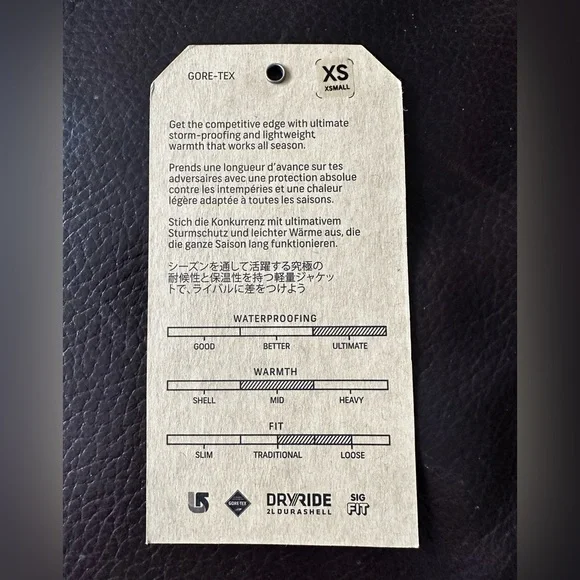 GORE-TEX
XS
XSMALL
Get the competitive edge with ultimate
storm-proofing and lightweight
warmth that works all season.
Prends une longueur d'avance sur tes
adversaires avec une protection absolue
contre les intempéries et une chaleur
légère adaptée à toutes les saisons.
Stich die Konkurrenz mit ultimativem
Sturmschutz und leichter Wärme aus, die
die ganze Saison lang funktionieren.
シーズンを通して活躍する究極の
耐候性と保温性を持つ軽量ジャケッ
トで、ライバルに差をつけよう
WATERPROOFING
GOOD BETTER ULTIMATE
WARMTH
SHELL MID HEAVY
FIT
SLIM TRADITIONAL LOOSE
GORE-TEX
DRYRIDE
2L DURASHELL
SIG
FIT